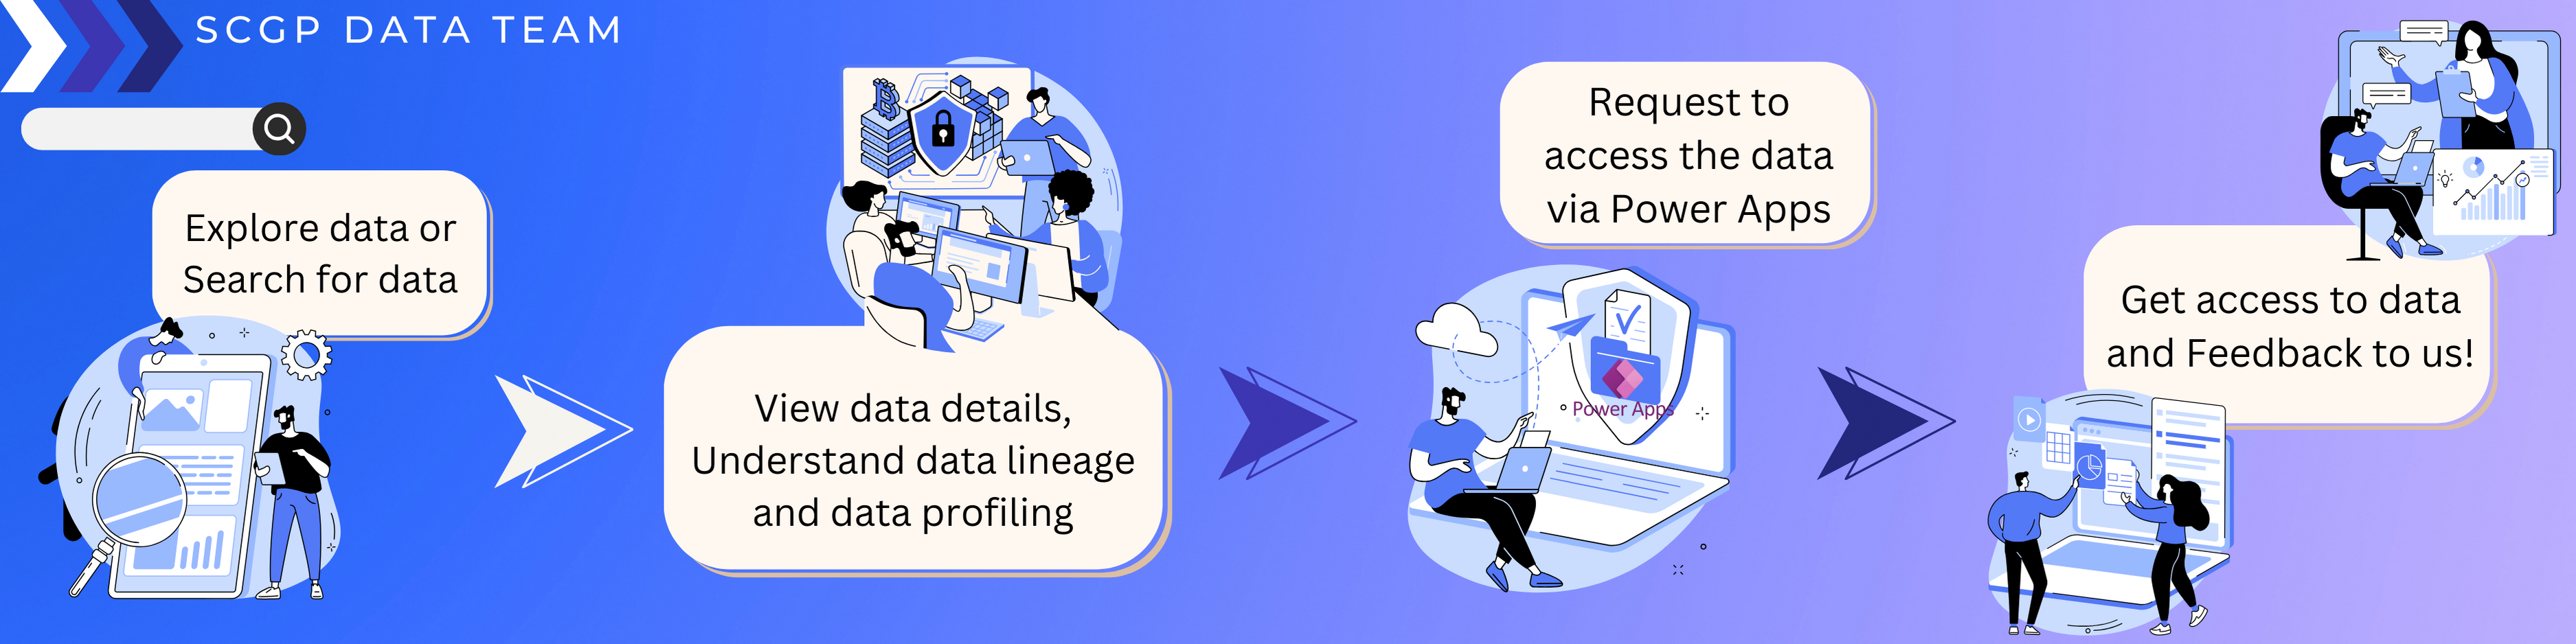 SCGP DATA TEAM
Explore data or
Search for data
View data details,
Understand data lineage
and data profiling
Request to
access the data
via Power Apps
Power Apps
Get access to data
and Feedback to us!